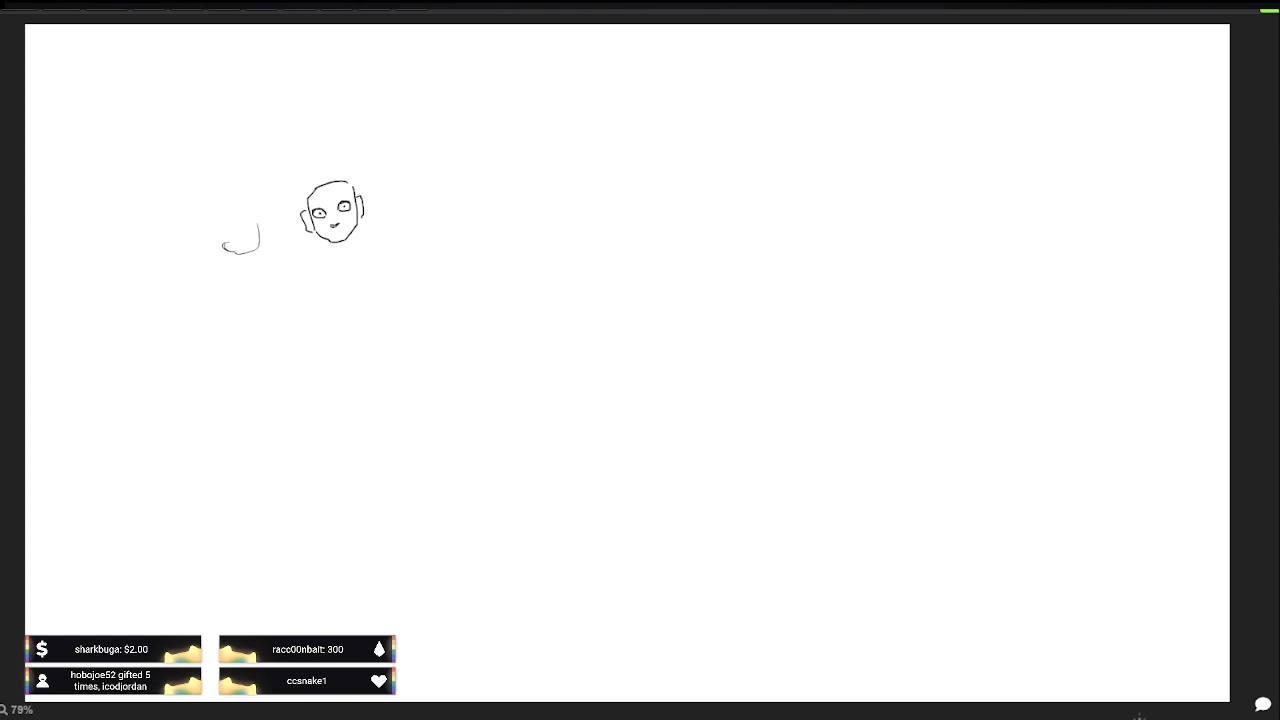 $ sharkbuga: $2.00
racc00nbait: 300
hobojoe52 gifted 5
times, icodjordan
ccsnake1
79%